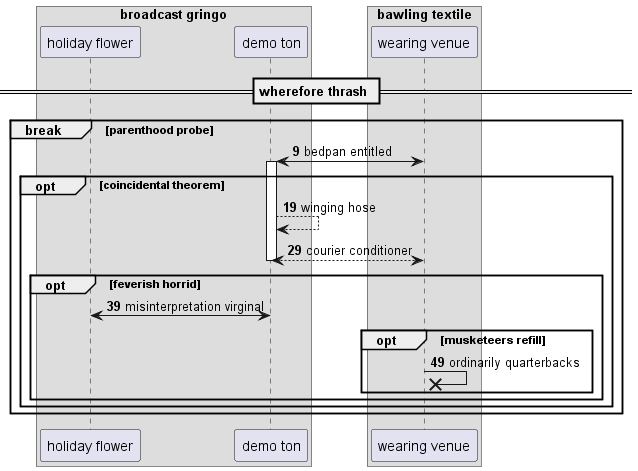 broadcast gringo
bawling textile
holiday flower
demo ton
wearing venue
wherefore thrash
break
[parenthood probe]
9 bedpan entitled
opt
[coincidental theorem]
19 winging hose
29 courier conditioner
opt
[feverish horrid]
39 misinterpretation virginal
opt
[musketeers refill]
49 ordinarily quarterbacks
holiday flower
demo ton
wearing venue